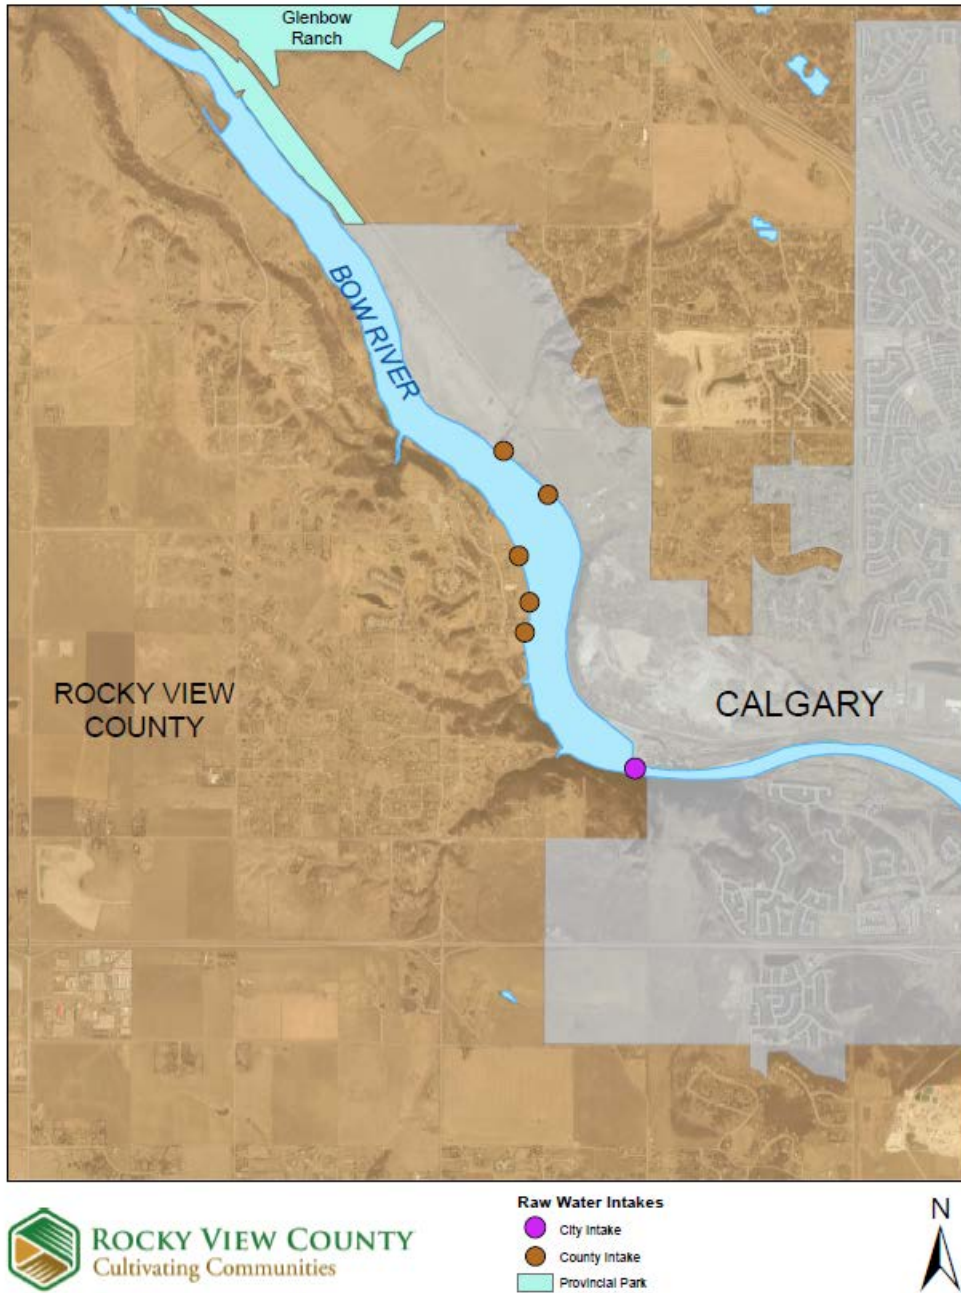 Glenbow
Ranch
BOW RIVER
ROCKY VIEW
COUNTY
CALGARY
ROCKY VIEW COUNTY
Cultivating Communities
Raw Water Intakes
City Intake
County Intake
Provincial Park
N